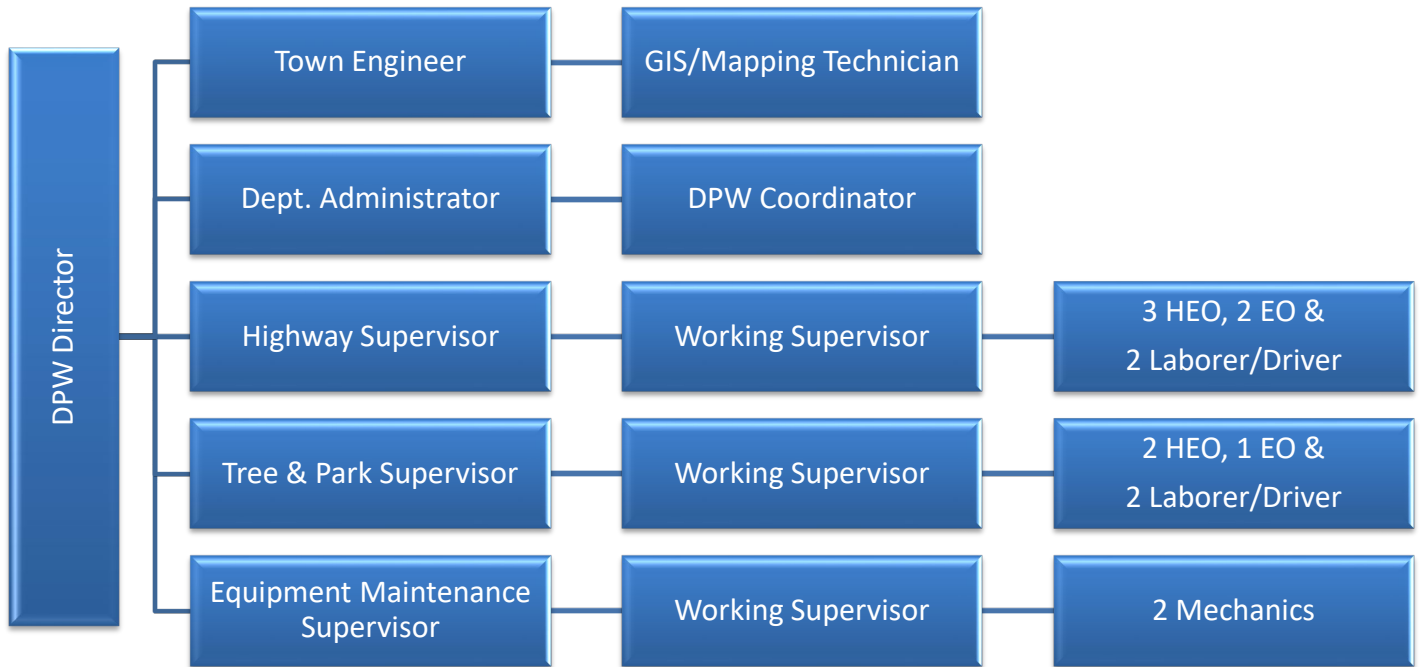 DPW Director
Town Engineer
GIS/Mapping Technician
Dept. Administrator
DPW Coordinator
Highway Supervisor
Working Supervisor
3 HEO, 2 EO &
2 Laborer/Driver
Tree & Park Supervisor
Working Supervisor
2 HEO, 1 EO &
2 Laborer/Driver
Equipment Maintenance
Supervisor
Working Supervisor
2 Mechanics